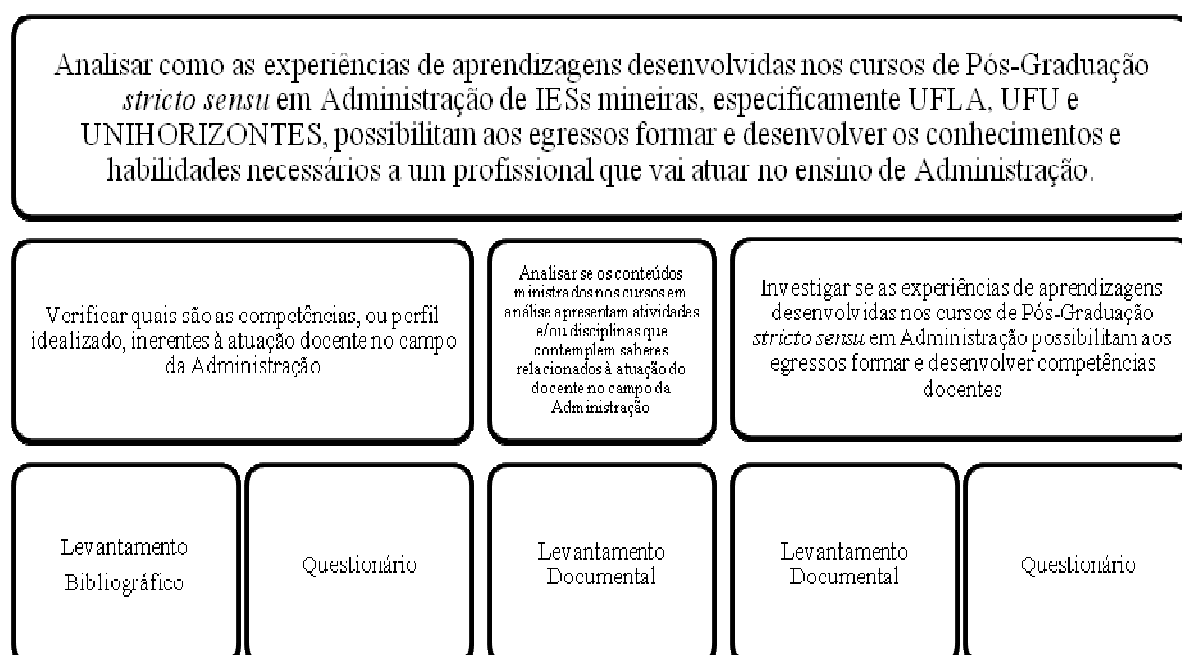 Analisar como as experiências de aprendizagens desenvolvidas nos cursos de Pós-Graduação
stricto sensu em Administração de IESs mineiras, especificamente UFLA, UFU e
UNIHORIZONTES, possibilitam aos egressos formar e desenvolver os conhecimentos e
habilidades necessários a um profissional que vai atuar no ensino de Administração.
Verificar quais são as competências, ou perfil
idealizado, inerentes à atuação docente no campo
da Administração
Analisar se os conteúdos
ministrados nos cursos em
análise apresentam atividades
e/ou disciplinas que
contemplem saberes
relacionados à atuação do
docente no campo da
Administração
Investigar se as experiências de aprendizagens
desenvolvidas nos cursos de Pós-Graduação
stricto sensu em Administração possibilitam aos
egressos formar e desenvolver competências
docentes
Levantamento
Bibliográfico
Questionário
Levantamento
Documental
Levantamento
Documental
Questionário